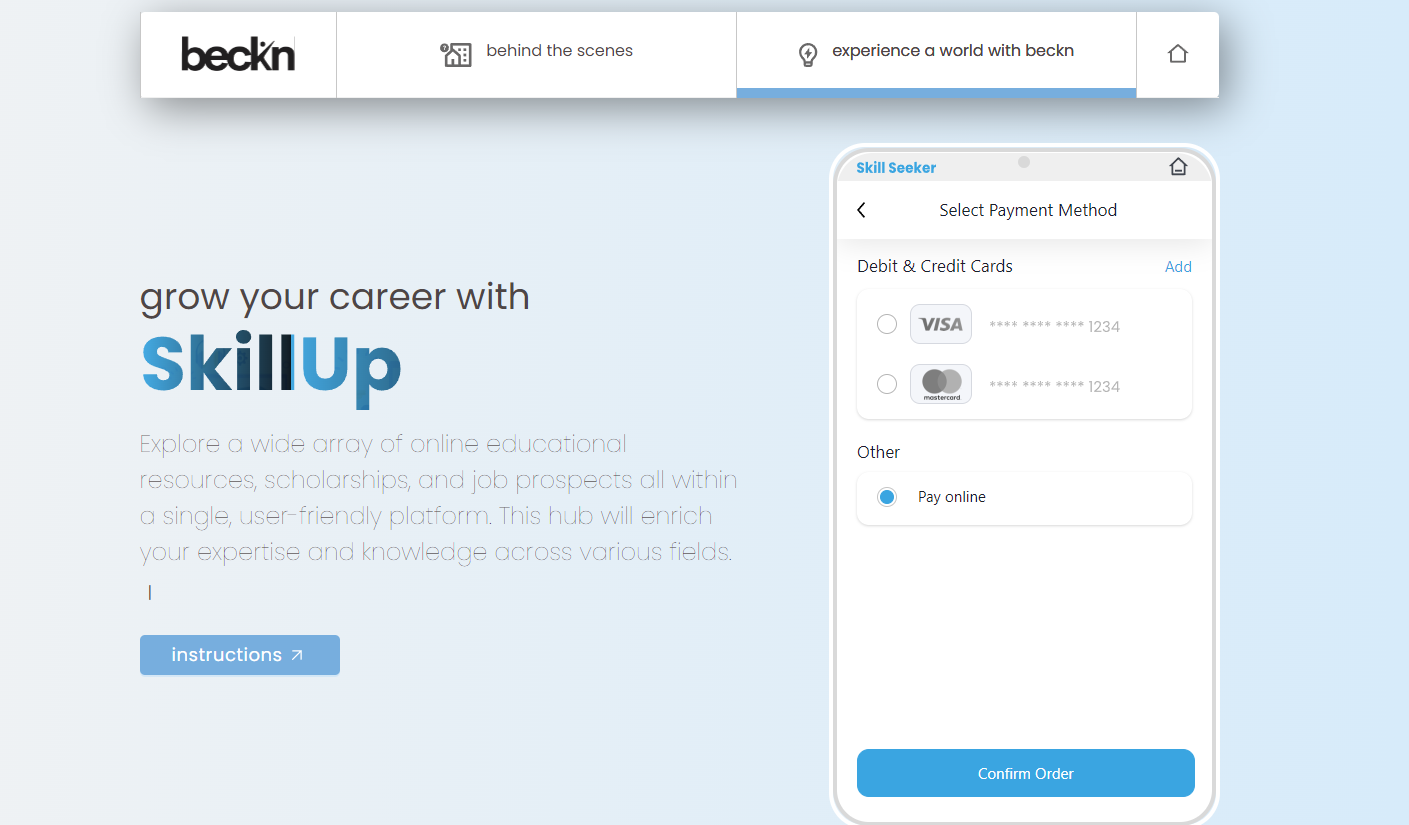 beckn
behind the scenes
experience a world with beckn
grow your career with
SkillUp
Explore a wide array of online educational
resources, scholarships, and job prospects all within
a single, user-friendly platform. This hub will enrich
your expertise and knowledge across various fields.
|
instructions
Skill Seeker
Select Payment Method
Debit & Credit Cards
Add
VISA **** **** **** 1234
mastercard **** **** **** 1234
Other
Pay online
Confirm Order